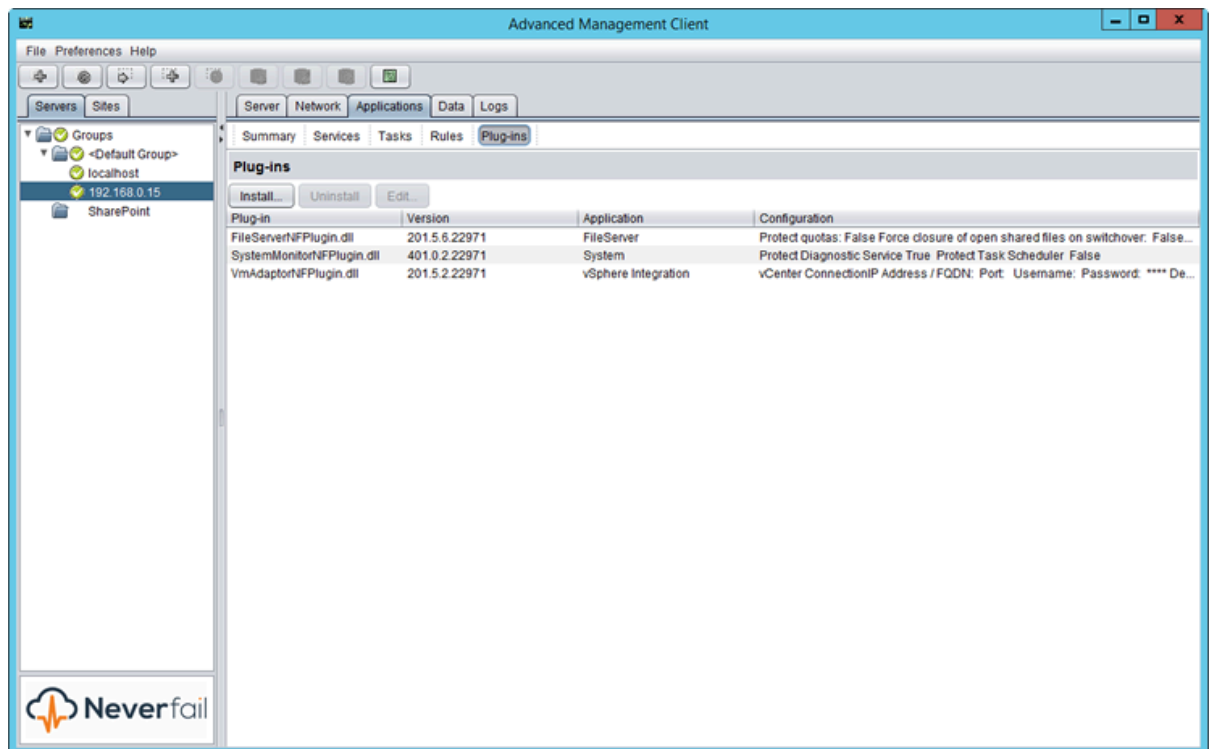 Advanced Management Client
File Preferences Help
Servers Sites
Server Network Applications Data Logs
Groups
<Default Group>
localhost
192.168.0.15
SharePoint
Summary Services Tasks Rules Plug-ins
Plug-ins
Install... Uninstall Edit...
Plug-in Version Application Configuration
FileServerNFPlugin.dll 201.5.6.22971 FileServer Protect quotas: False Force closure of open shared files on switchover: False...
SystemMonitorNFPlugin.dll 401.0.2.22971 System Protect Diagnostic Service True Protect Task Scheduler False
VmAdaptorNFPlugin.dll 201.5.2.22971 vSphere Integration vCenter ConnectionIP Address / FQDN: Port: Username: Password: **** De...
Neverfail